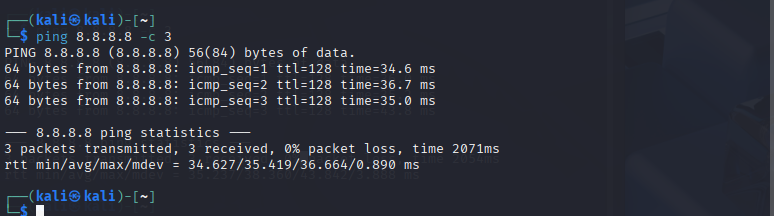 ┌──(kali㉿kali)-[~]
└─$ ping 8.8.8.8 -c 3
PING 8.8.8.8 (8.8.8.8) 56(84) bytes of data.
64 bytes from 8.8.8.8: icmp_seq=1 ttl=128 time=34.6 ms
64 bytes from 8.8.8.8: icmp_seq=2 ttl=128 time=36.7 ms
64 bytes from 8.8.8.8: icmp_seq=3 ttl=128 time=35.0 ms
--- 8.8.8.8 ping statistics ---
3 packets transmitted, 3 received, 0% packet loss, time 2071ms
rtt min/avg/max/mdev = 34.627/35.419/36.664/0.890 ms
┌──(kali㉿kali)-[~]
└─$